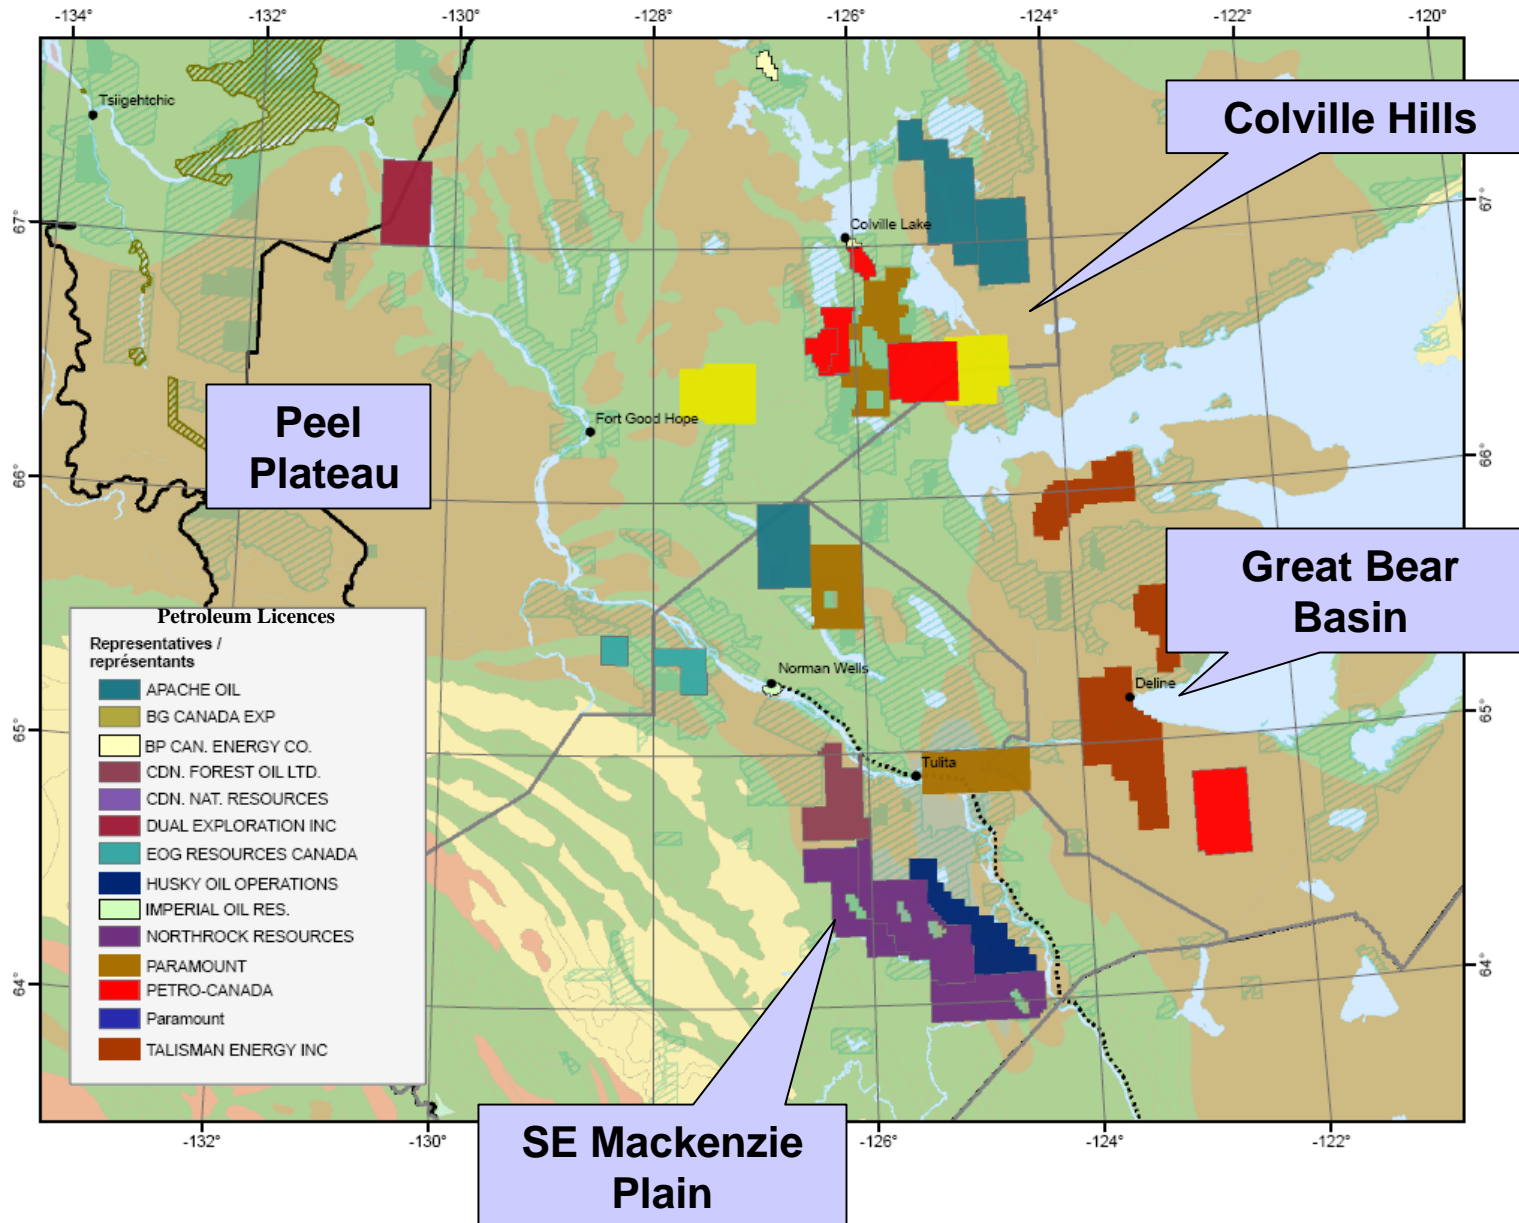 -134°
-132°
-130°
-128°
-126°
-124°
-122°
-120°
Tsiigehtchic
Colville Hills
67°
67°
Colville Lake
Peel
Plateau
Fort Good Hope
66°
66°
Great Bear
Basin
Petroleum Licences
Representatives /
représentants
APACHE OIL
BG CANADA EXP
BP CAN. ENERGY CO.
CDN. FOREST OIL LTD.
CDN. NAT. RESOURCES
DUAL EXPLORATION INC
EOG RESOURCES CANADA
HUSKY OIL OPERATIONS
IMPERIAL OIL RES.
NORTHROCK RESOURCES
PARAMOUNT
PETRO-CANADA
Paramount
TALISMAN ENERGY INC
Norman Wells
Deline
65°
65°
Tulita
64°
64°
SE Mackenzie
Plain
-132°
-130°
-126°
-124°
-122°